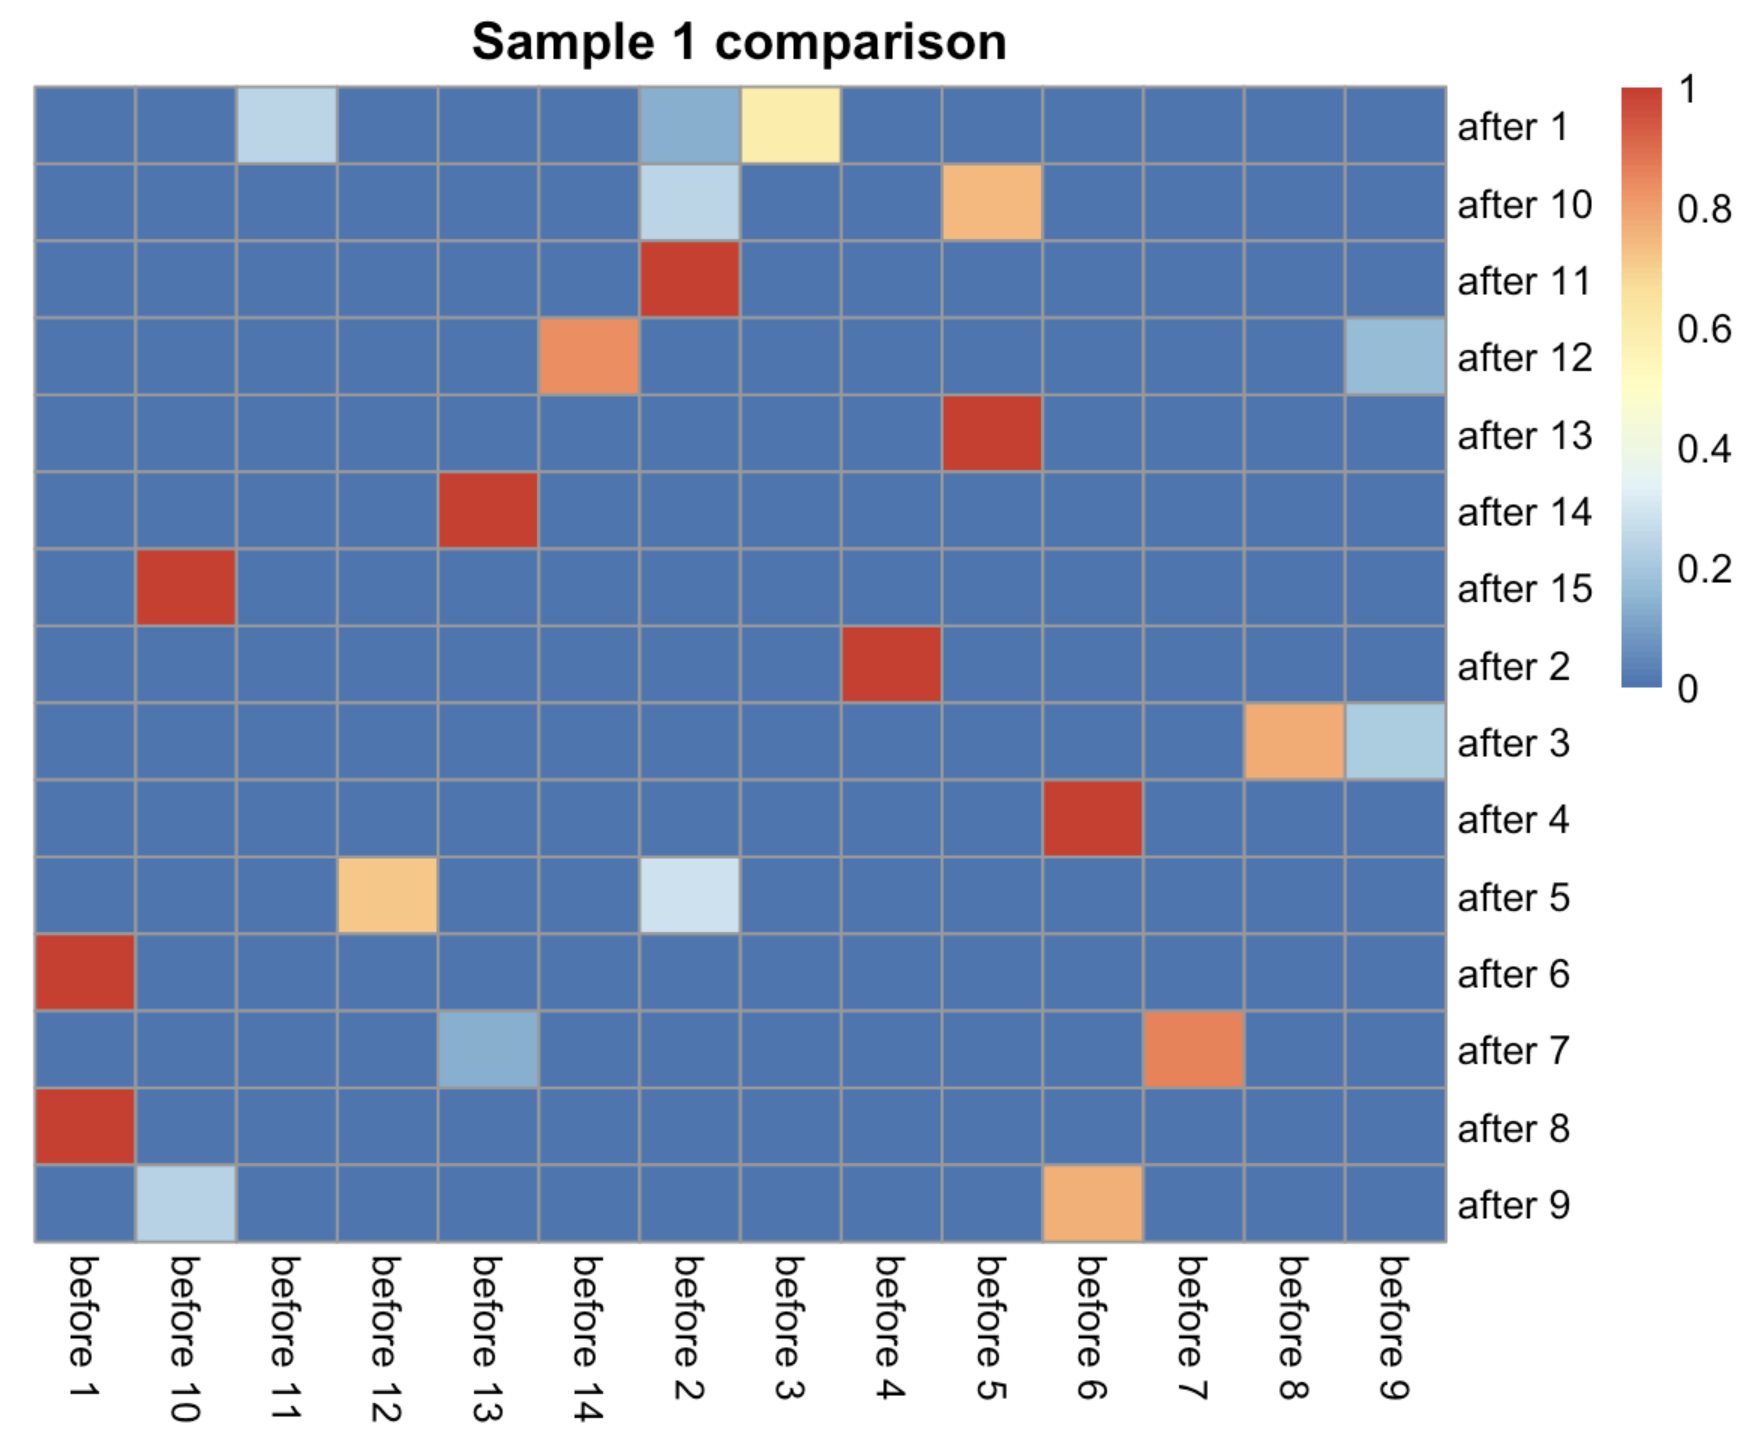 Sample 1 comparison
after 1
after 10
after 11
after 12
after 13
after 14
after 15
after 2
after 3
after 4
after 5
after 6
after 7
after 8
after 9
1
0.8
0.6
0.4
0.2
0
before 1
before 10
before 11
before 12
before 13
before 14
before 2
before 3
before 4
before 5
before 6
before 7
before 8
before 9